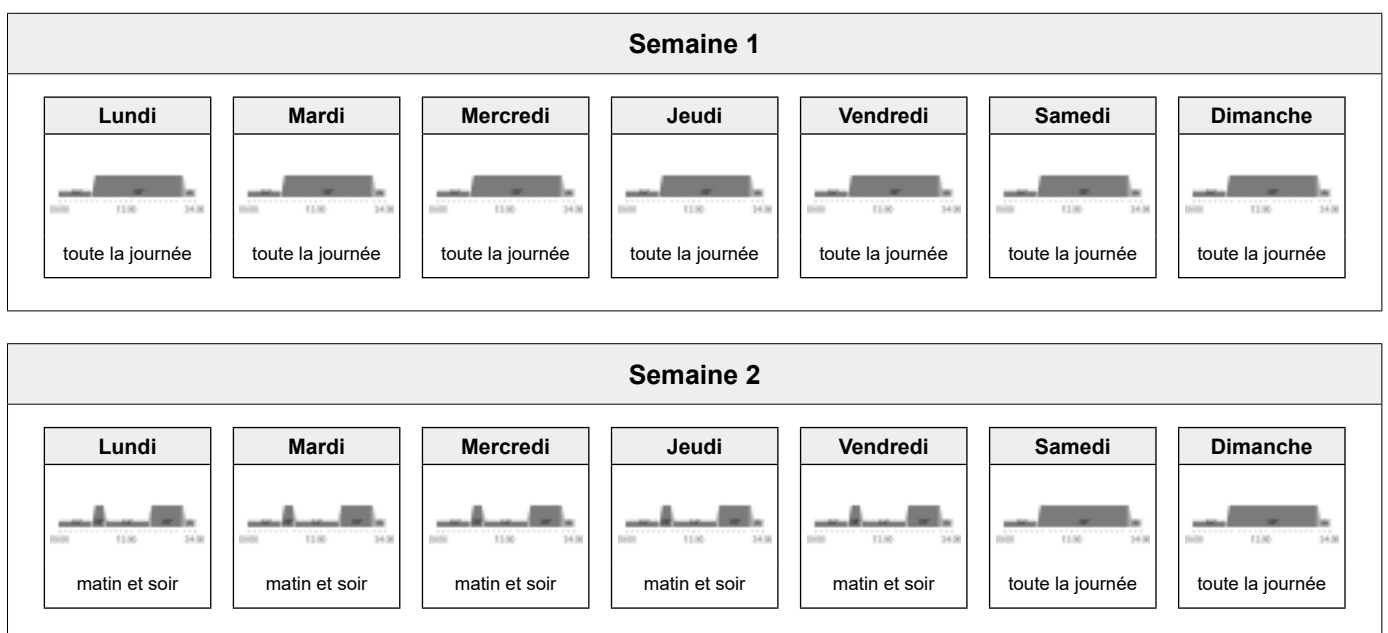 Semaine 1
Lundi Mardi Mercredi Jeudi Vendredi Samedi Dimanche
toute la journée toute la journée toute la journée toute la journée toute la journée toute la journée toute la journée
Semaine 2
Lundi Mardi Mercredi Jeudi Vendredi Samedi Dimanche
matin et soir matin et soir matin et soir matin et soir matin et soir toute la journée toute la journée